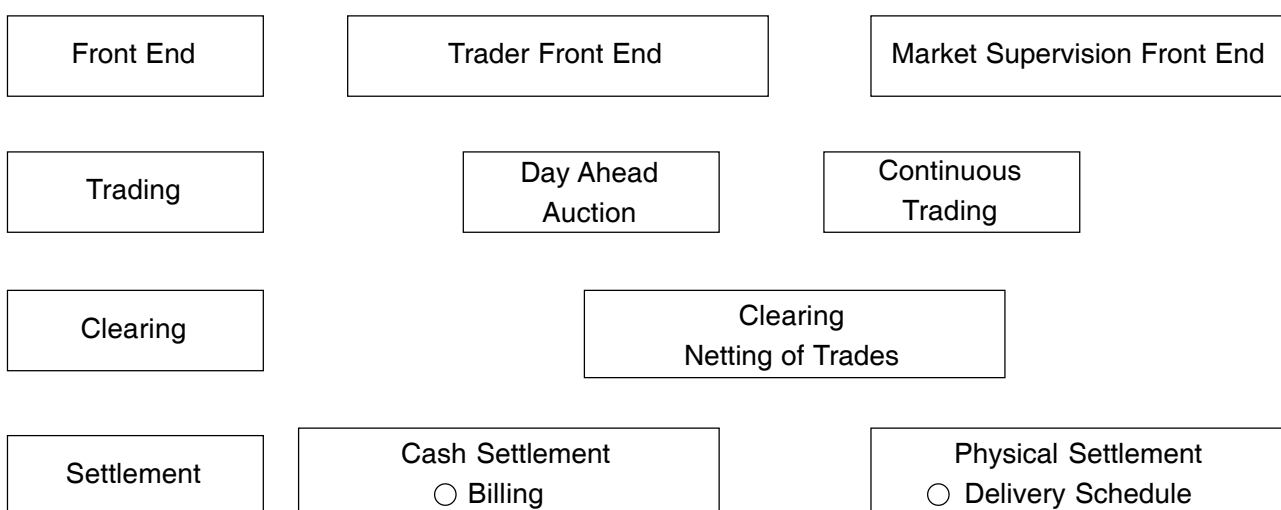 Front End
Trader Front End
Market Supervision Front End
Trading
Day Ahead
Auction
Continuous
Trading
Clearing
Clearing
Netting of Trades
Settlement
Cash Settlement
○ Billing
Physical Settlement
○ Delivery Schedule